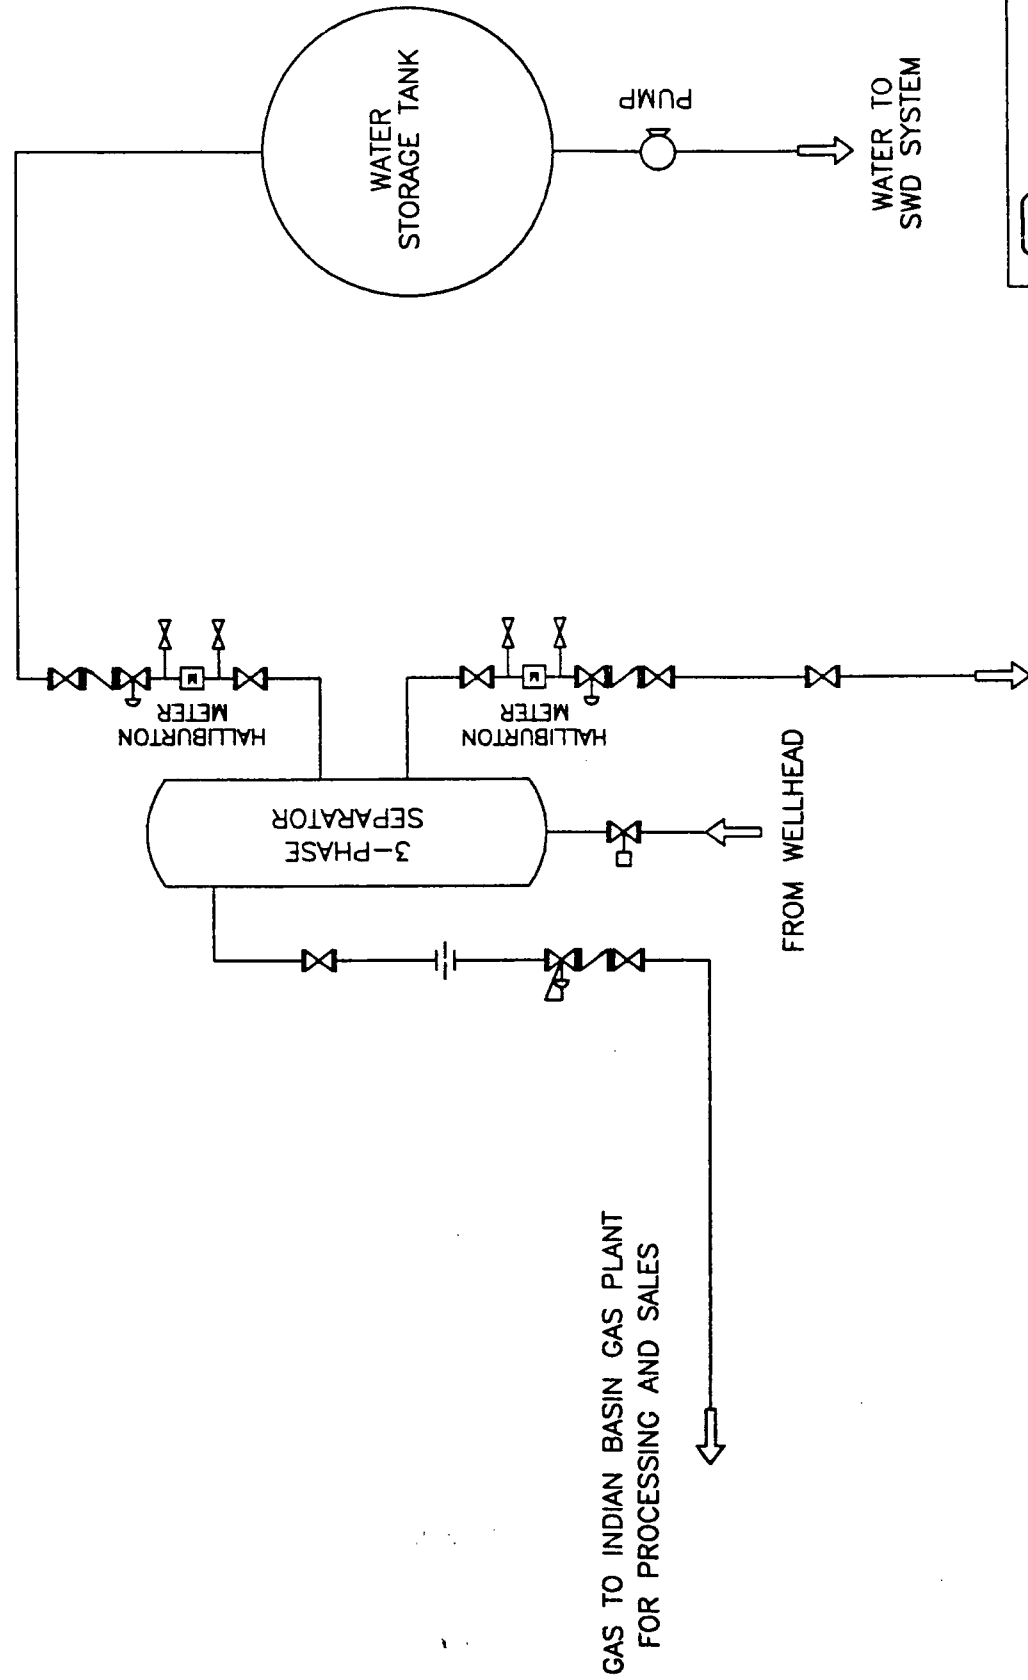 WATER
STORAGE TANK
PUMP
WATER TO
SWD SYSTEM
HALLIBURTON
METER
M
HALLIBURTON
METER
M
3-PHASE
SEPARATOR
FROM WELLHEAD
GAS TO INDIAN BASIN GAS PLANT
FOR PROCESSING AND SALES